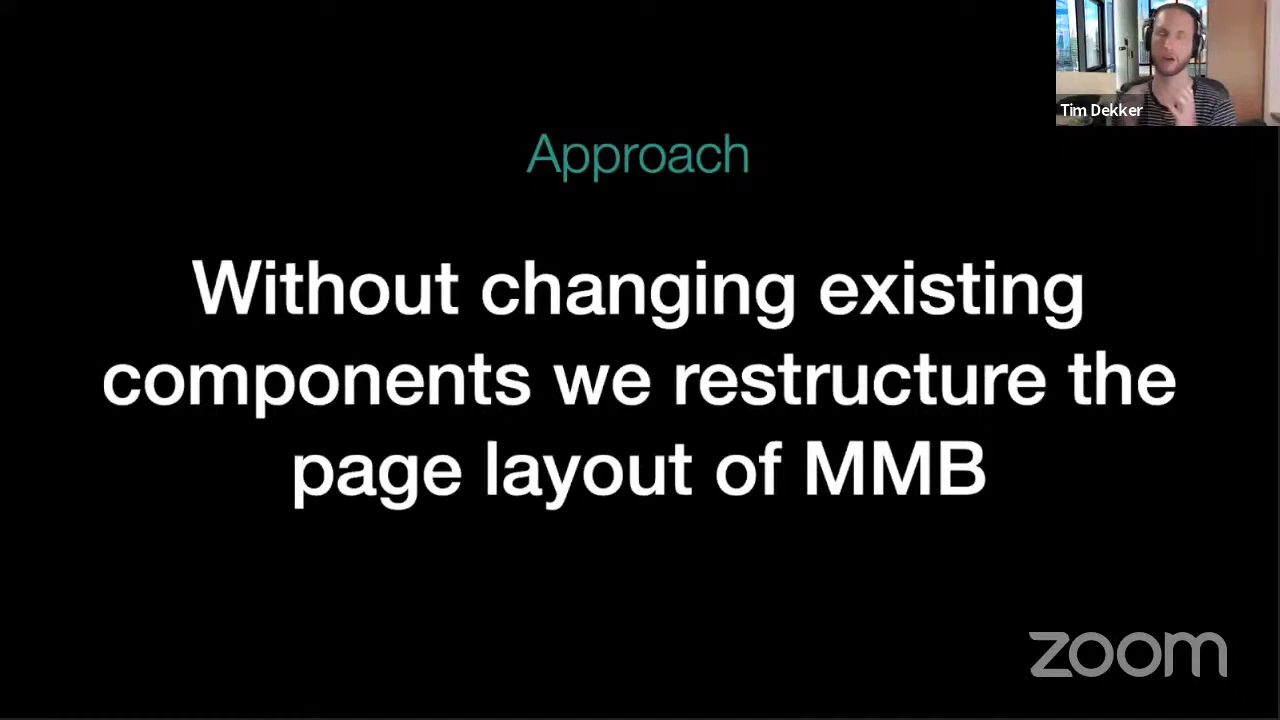 Tim Dekker
Approach
Without changing existing
components we restructure the
page layout of MMB
zoom